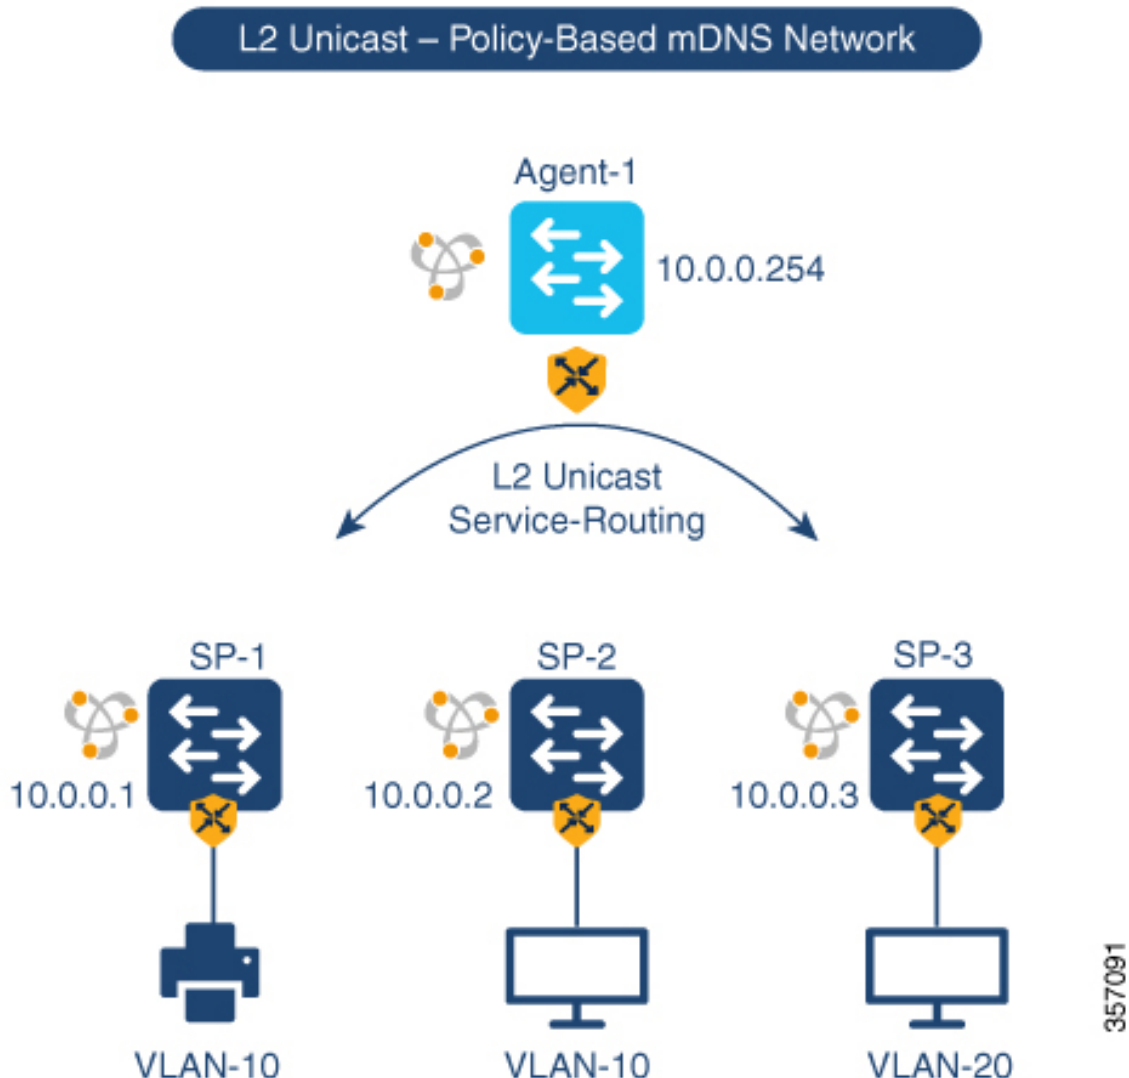 L2 Unicast – Policy-Based mDNS Network
Agent-1
10.0.0.254
L2 Unicast
Service-Routing
SP-1
SP-2
SP-3
10.0.0.1
10.0.0.2
10.0.0.3
VLAN-10
VLAN-10
VLAN-20
357091